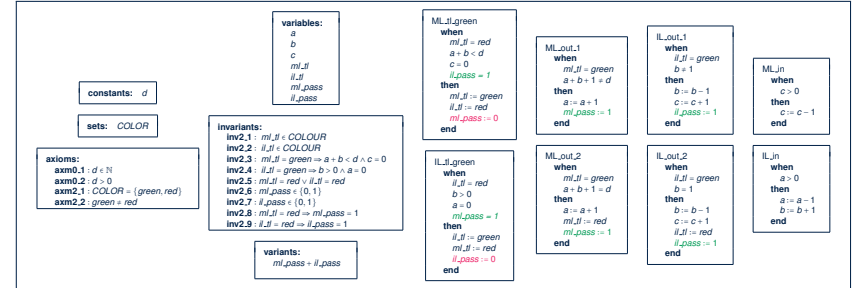 constants: d
sets: COLOR
axioms:
axm0_1 : d ∈ ℕ
axm0_2 : d > 0
axm2_1 : COLOR = {green, red}
axm2_2 : green ≠ red
variables:
a
b
c
ml_tl
il_tl
ml_pass
il_pass
invariants:
inv2_1 : ml_tl ∈ COLOUR
inv2_2 : il_tl ∈ COLOUR
inv2_3 : ml_tl = green ⇒ a + b < d ∧ c = 0
inv2_4 : il_tl = green ⇒ b > 0 ∧ a = 0
inv2_5 : ml_tl = red ∨ il_tl = red
inv2_6 : ml_pass ∈ {0, 1}
inv2_7 : il_pass ∈ {0, 1}
inv2_8 : ml_tl = red ⇒ ml_pass = 1
inv2_9 : il_tl = red ⇒ il_pass = 1
variants:
ml_pass + il_pass
ML_tl_green
when
ml_tl = red
a + b < d
c = 0
il_pass = 1
then
ml_tl := green
il_tl := red
ml_pass := 0
end
IL_tl_green
when
il_tl = red
b > 0
a = 0
ml_pass = 1
then
il_tl := green
ml_tl := red
il_pass := 0
end
ML_out_1
when
ml_tl = green
a + b + 1 ≠ d
then
a := a + 1
ml_pass := 1
end
ML_out_2
when
ml_tl = green
a + b + 1 = d
then
a := a + 1
ml_tl := red
ml_pass := 1
end
IL_out_1
when
il_tl = green
b ≠ 1
then
b := b − 1
c := c + 1
il_pass := 1
end
IL_out_2
when
il_tl = green
b = 1
then
b := b − 1
c := c + 1
il_tl := red
il_pass := 1
end
ML_in
when
c > 0
then
c := c − 1
end
IL_in
when
a > 0
then
a := a − 1
b := b + 1
end